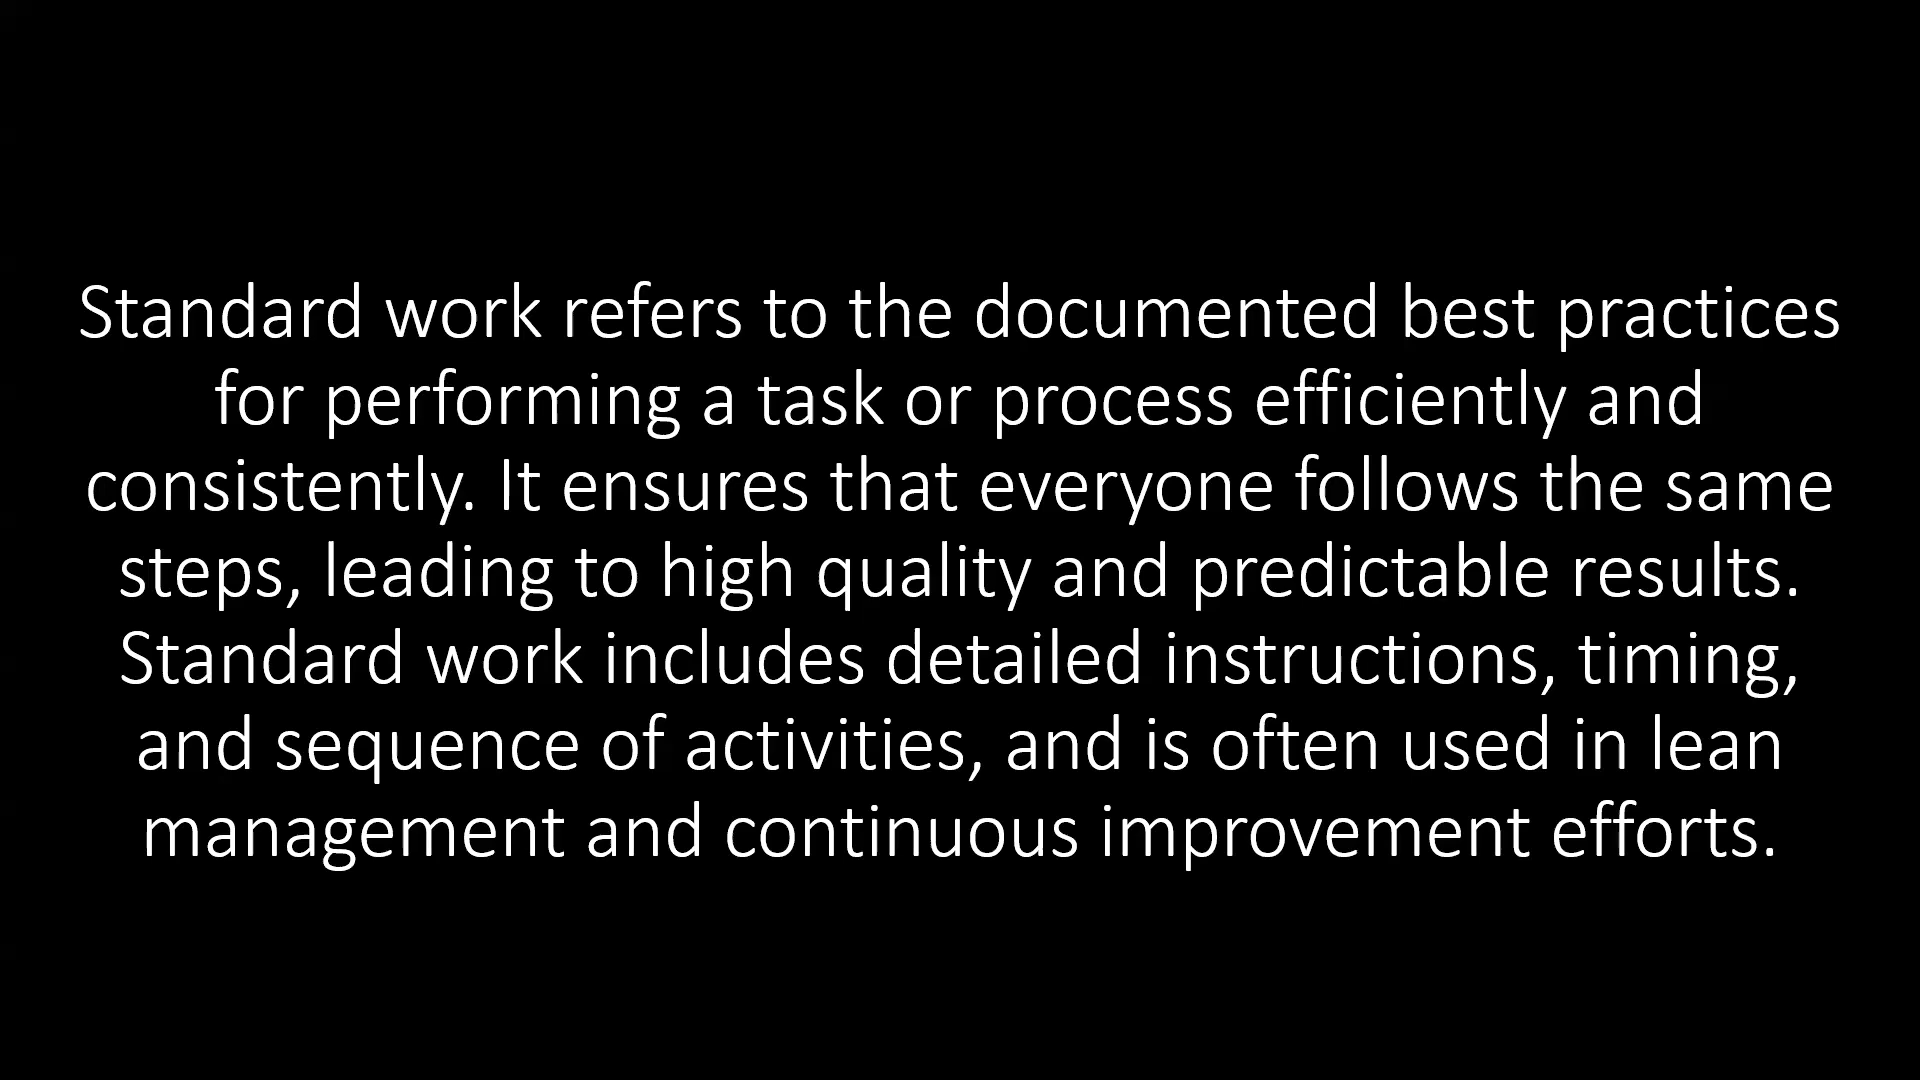 Standard work refers to the documented best practices
for performing a task or process efficiently and
consistently. It ensures that everyone follows the same
steps, leading to high quality and predictable results.
Standard work includes detailed instructions, timing,
and sequence of activities, and is often used in lean
management and continuous improvement efforts.